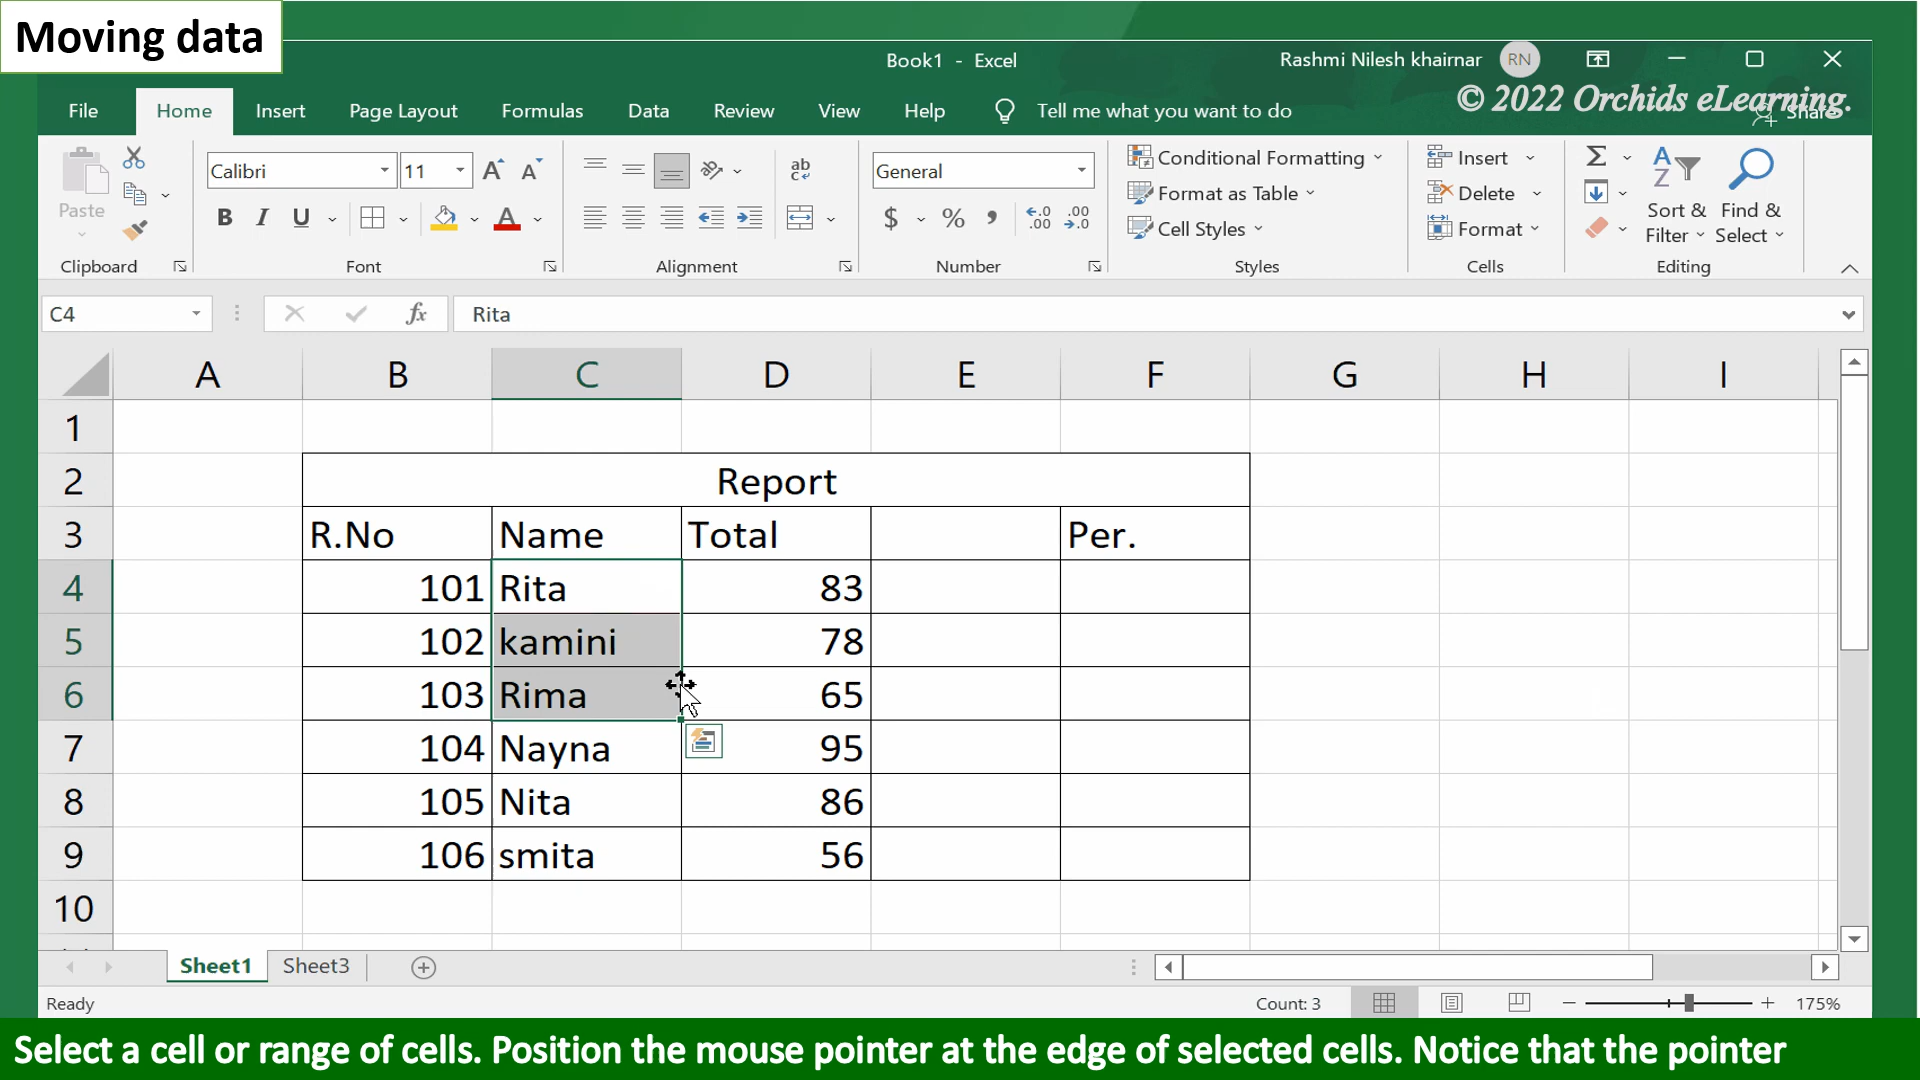 Moving data
Book1 - Excel
Rashmi Nilesh khairnar
RN
© 2022 Orchids eLearning.
File Home Insert Page Layout Formulas Data Review View Help Tell me what you want to do Share
Paste
Clipboard
Calibri 11
B I U A
Font
ab
Alignment
General
$ % ,
Number
Conditional Formatting
Format as Table
Cell Styles
Styles
Insert
Delete
Format
Cells
Sort & Filter
Find & Select
Editing
C4 fx Rita
A B C D E F G H I
1
2 Report
3 R.No Name Total Per.
4 101 Rita 83
5 102 kamini 78
6 103 Rima 65
7 104 Nayna 95
8 105 Nita 86
9 106 smita 56
10
Sheet1 Sheet3
Ready Count: 3 175%
Select a cell or range of cells. Position the mouse pointer at the edge of selected cells. Notice that the pointer